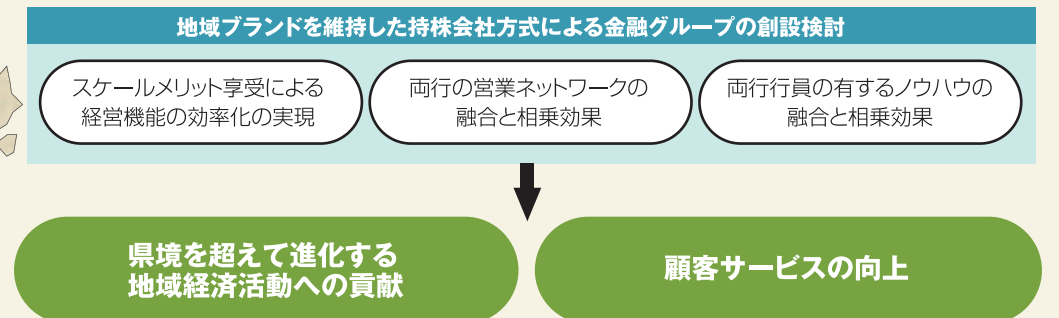 地域ブランドを維持した持株会社方式による金融グループの創設検討
スケールメリット享受による
経営機能の効率化の実現
両行の営業ネットワークの
融合と相乗効果
両行行員の有するノウハウの
融合と相乗効果
県境を超えて進化する
地域経済活動への貢献
顧客サービスの向上